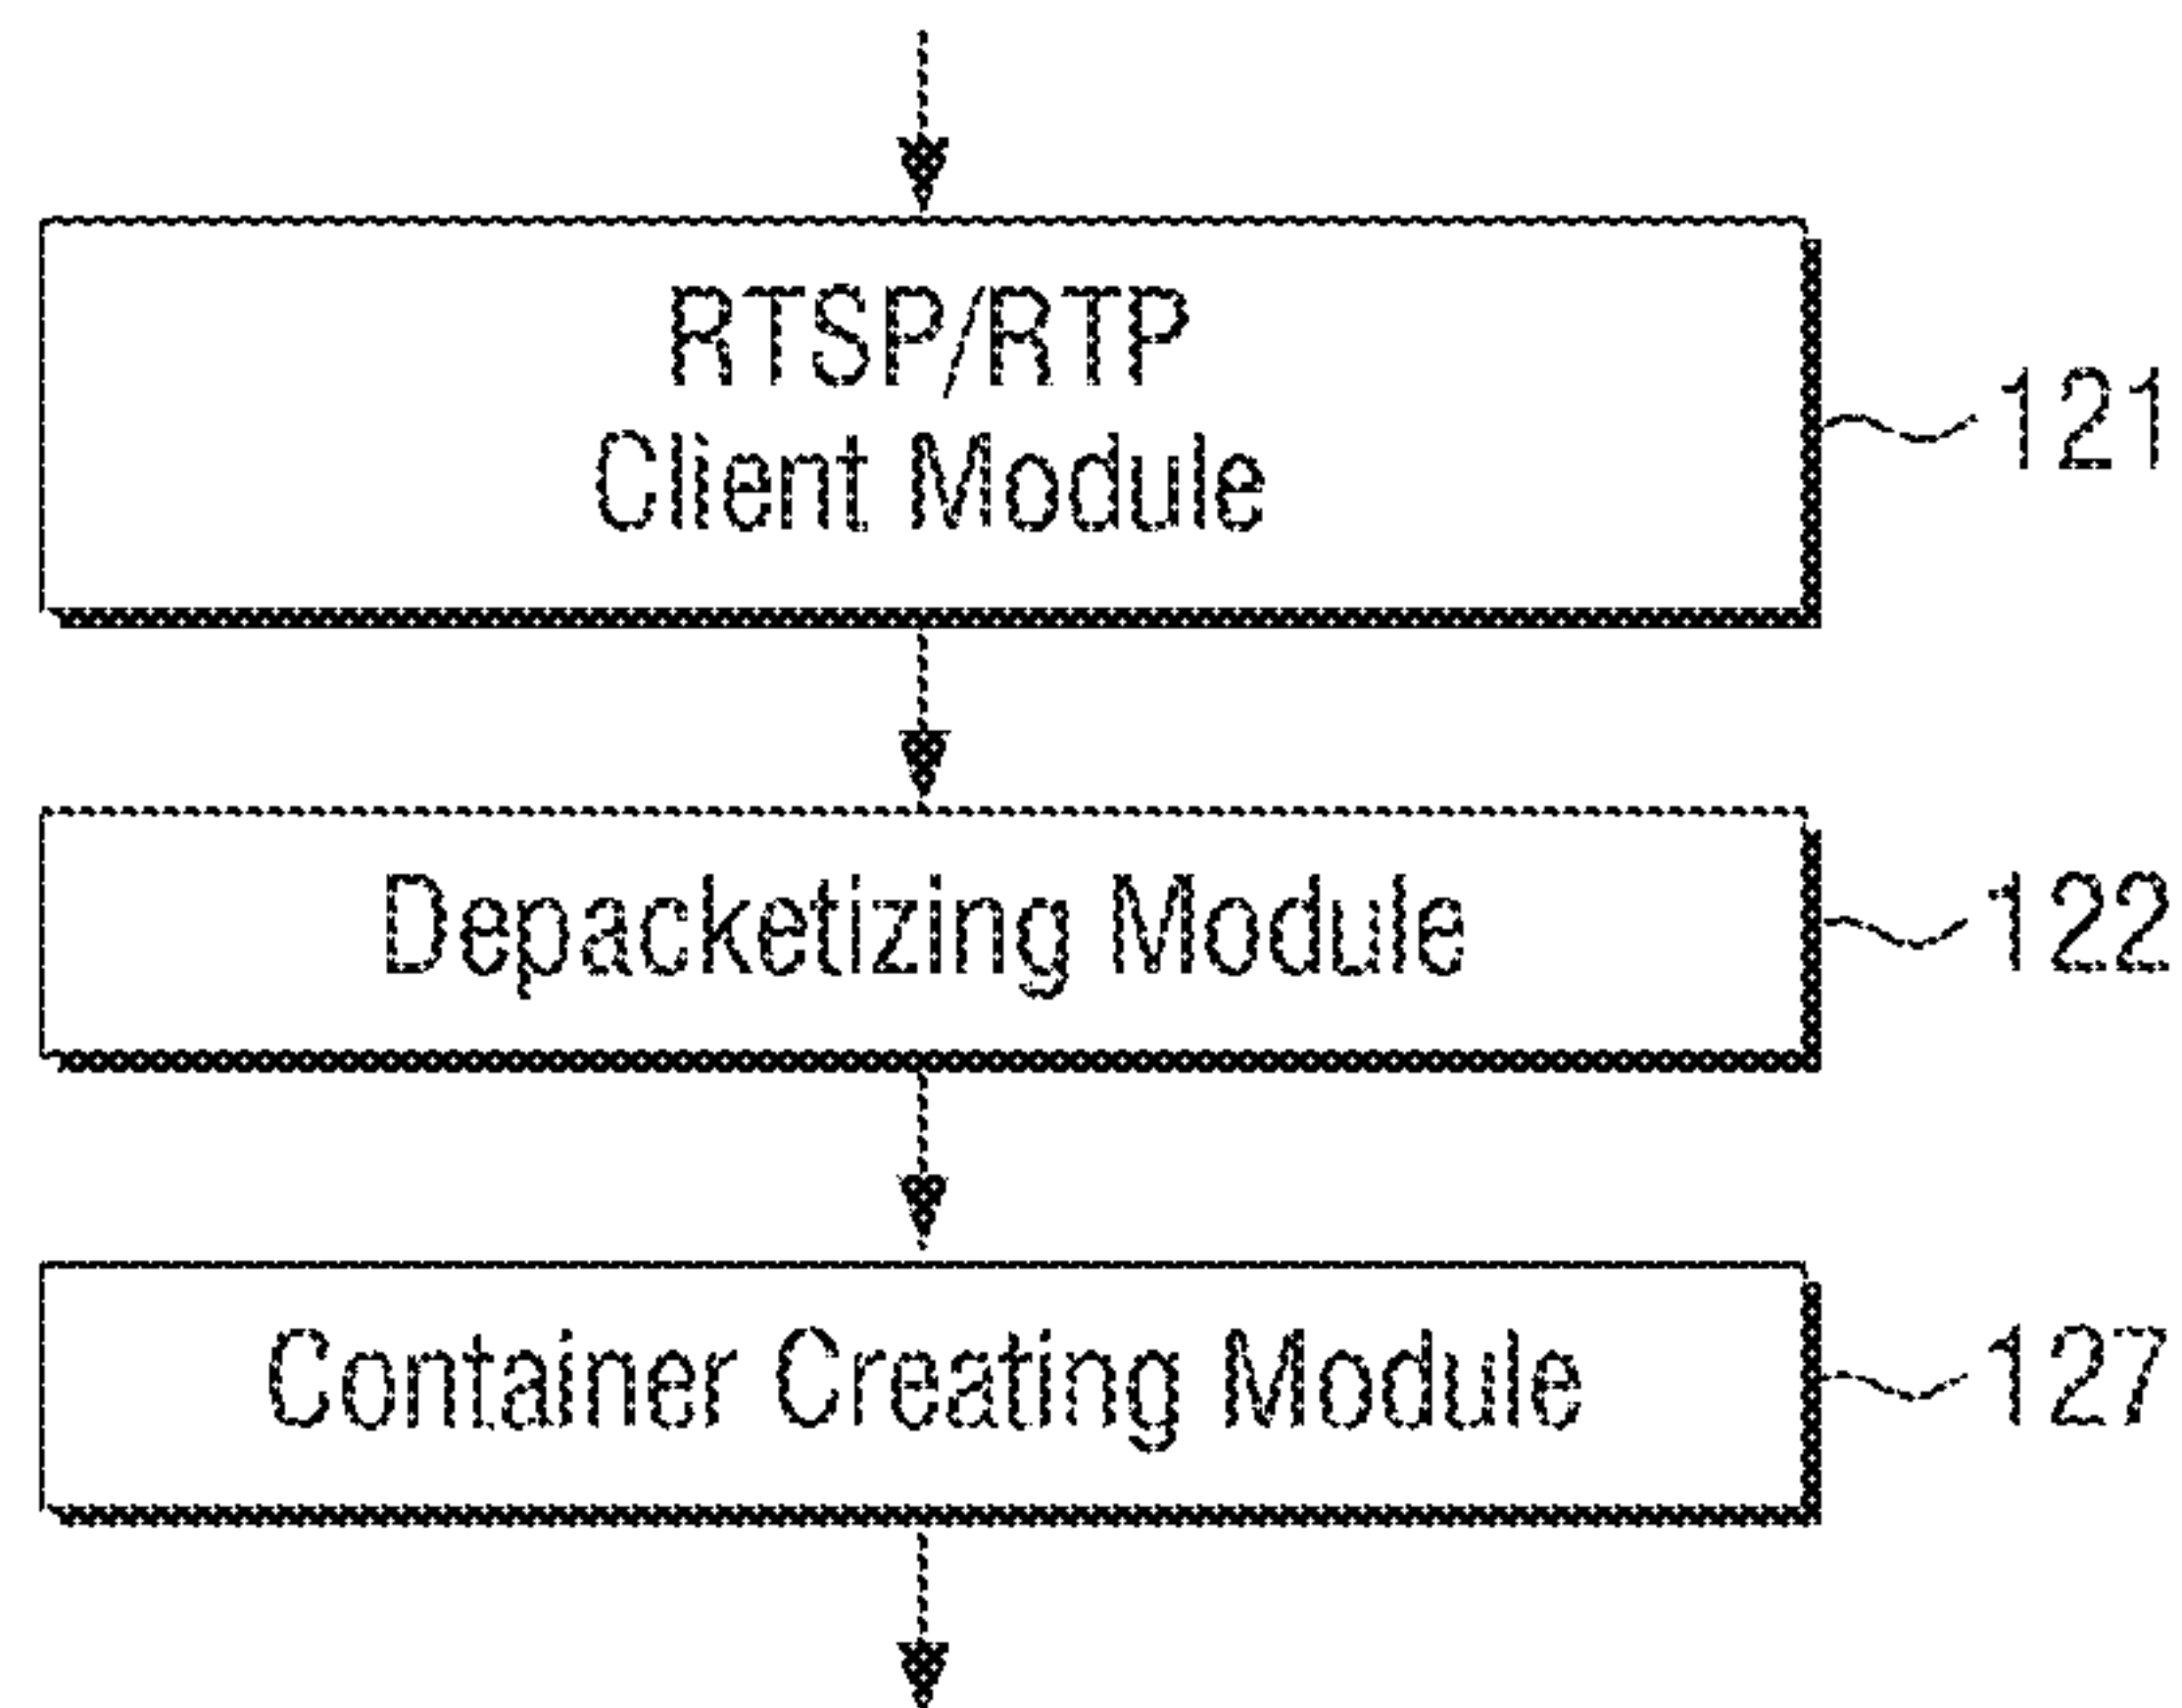 RTSP/RTP
Client Module
121
Depacketizing Module
122
Container Creating Module
127